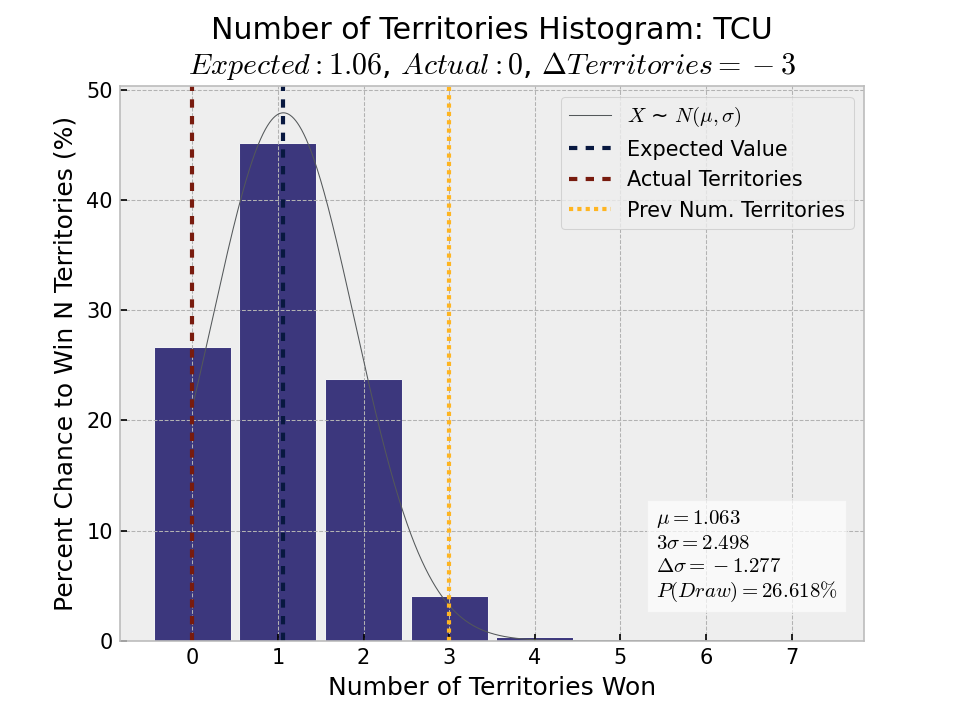 Number of Territories Histogram: TCU
Expected: 1.06, Actual: 0, ΔTerritories = −3
Percent Chance to Win N Territories (%)
50
40
30
20
10
0
X ~ N(μ, σ)
Expected Value
Actual Territories
Prev Num. Territories
μ = 1.063
3σ = 2.498
Δσ = −1.277
P(Draw) = 26.618%
0 1 2 3 4 5 6 7
Number of Territories Won